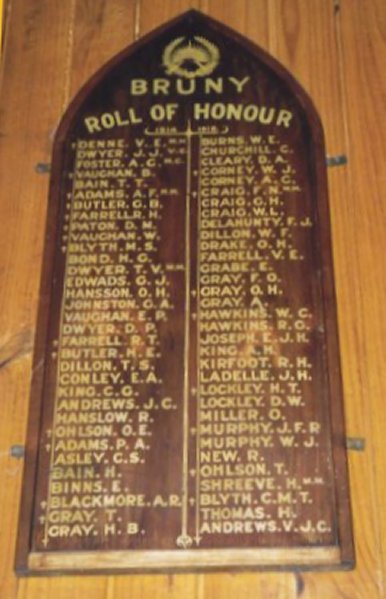 BRUNY
ROLL OF HONOUR
1914 1918
†DENNE, V. E. M.M.
DWYER, J. J. V.C.
FOSTER, A. G. M.C.
†VAUGHAN, B.
BAIN, T. T.
†ADAMS, A. F. M.M.
†BUTLER, G. B.
†FARRELL, R. H.
†PATON, D. N.
†VAUGHAN, W.
†BLYTH, M. S.
BOND, H. G.
DWYER, T. V. M.M.
EDWADS, G. J.
HANSSON, O. H.
JOHNSTON, G. A.
VAUGHAN, E. P.
DWYER, D. P.
†FARRELL, R. T.
†BUTLER, H. E.
DILLON, T. S.
CONLEY, E. A.
KING, C. G.
ANDREWS, J. C.
HANSLOW, R.
†OHLSON, O. E.
†ADAMS, P. A.
ASLEY, C. S.
BAIN, H.
BINNS, E.
†BLACKMORE, A. R.
†GRAY, T.
†GRAY, H. B.
BURNS, W. E.
CHURCHILL, C.
CLEARY, D. A.
†CORNEY, W. J.
CORNEY, A. C.
†CRAIG, F. N. M.M.
CRAIG, G. H.
CRAIG, W. L.
DELAHUNTY, F. J.
DILLON, W. F.
DRAKE, O. H.
FARRELL, V. E.
GRABE, E.
GRAY, F. O.
†GRAY, O. H.
GRAY, A.
†HAWKINS, W. C.
HAWKINS, R. G.
JOSEPH, E. J. H.
KING, A. H.
KIRFOOT, R. H.
LADELLE, J. H.
†LOCKLEY, H. T.
LOCKLEY, D. W.
MILLER, O.
†MURPHY, J. F. R
MURPHY, W. J.
NEW, R.
†OHLSON, T.
SHREEVE, H. M.M.
†BLYTH, C. M. T.
THOMAS, H.
†ANDREWS, V. J. C.